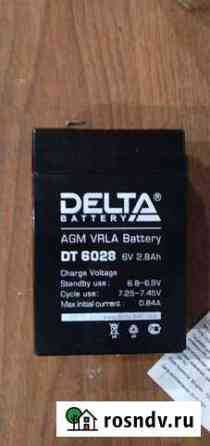 DELTA®
BATTERY
AGM VRLA Battery
DT 6028 6V 2.8Ah
Charge Voltage
Standby use : 6.8-6.9V
Cycle use: 7.25-7.45V
Max initial current: 0.84A
rosndv.ru